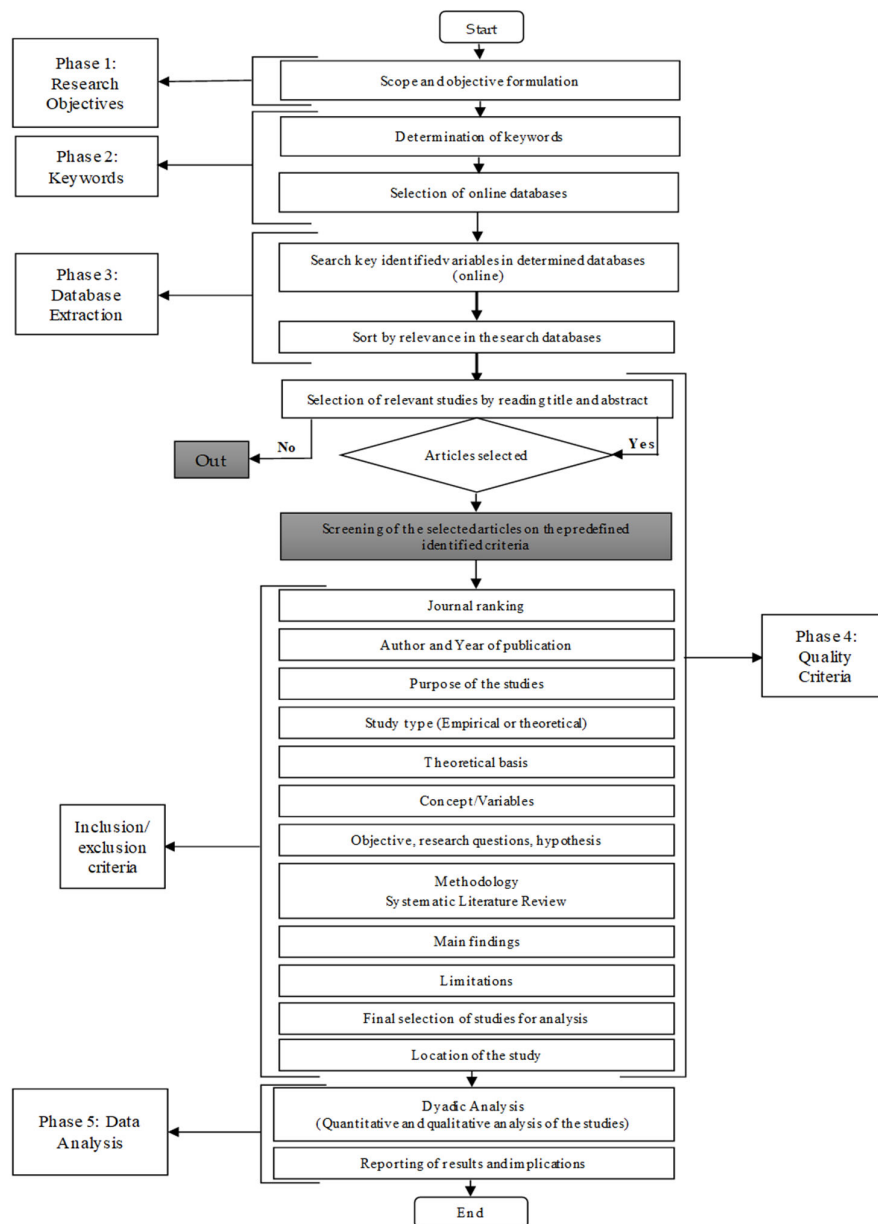 Start
Phase 1:
Research
Objectives
Scope and objective formulation
Determination of keywords
Phase 2:
Keywords
Selection of online databases
Search key identified variables in determined databases
(online)
Phase 3:
Database
Extraction
Sort by relevance in the search databases
Selection of relevant studies by reading title and abstract
No
Yes
Out
Articles selected
Screening of the selected articles on the predefined
identified criteria
Journal ranking
Author and Year of publication
Phase 4:
Quality
Criteria
Purpose of the studies
Study type (Empirical or theoretical)
Theoretical basis
Concept/Variables
Inclusion/
exclusion
criteria
Objective, research questions, hypothesis
Methodology
Systematic Literature Review
Main findings
Limitations
Final selection of studies for analysis
Location of the study
Phase 5: Data
Analysis
Dyadic Analysis
(Quantitative and qualitative analysis of the studies)
Reporting of results and implications
End